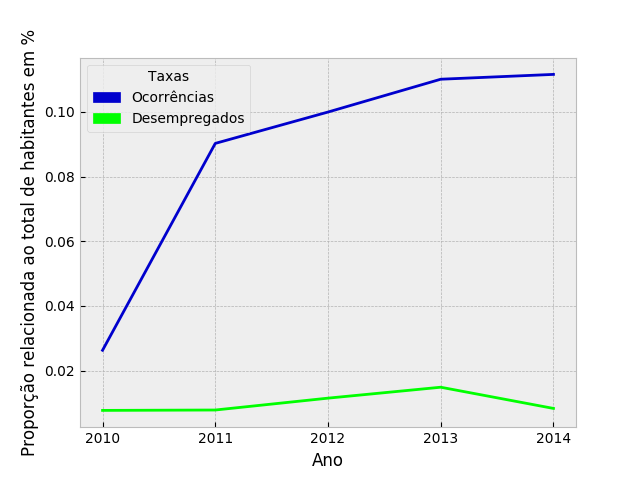 Proporção relacionada ao total de habitantes em %
Taxas
Ocorrências
Desempregados
0.10
0.08
0.06
0.04
0.02
2010 2011 2012 2013 2014
Ano